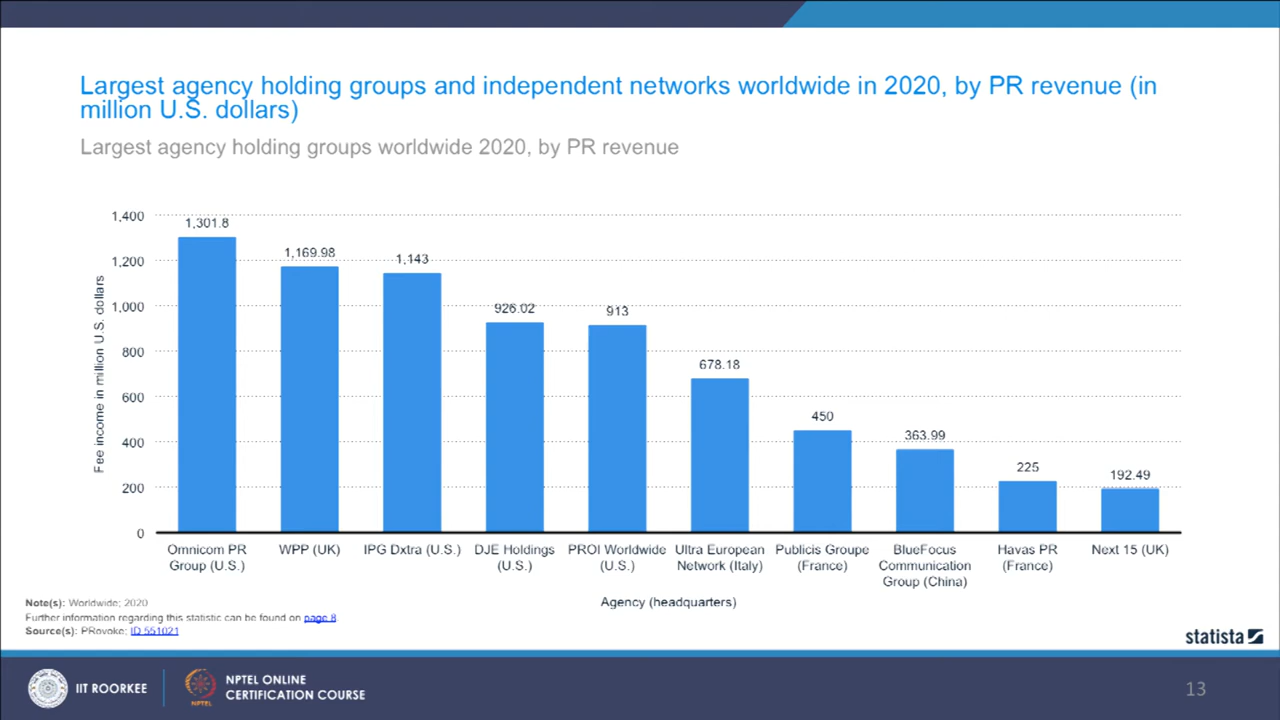 Largest agency holding groups and independent networks worldwide in 2020, by PR revenue (in
million U.S. dollars)
Largest agency holding groups worldwide 2020, by PR revenue
Fee income in million U.S. dollars
1,400
1,200
1,000
800
600
400
200
0
1,301.8
1,169.98
1,143
926.02
913
678.18
450
363.99
225
192.49
Omnicom PR
Group (U.S.)
WPP (UK)
IPG Dxtra (U.S.)
DJE Holdings
(U.S.)
PROI Worldwide
(U.S.)
Ultra European
Network (Italy)
Publicis Groupe
(France)
BlueFocus
Communication
Group (China)
Havas PR
(France)
Next 15 (UK)
Agency (headquarters)
Note(s): Worldwide; 2020
Further information regarding this statistic can be found on page 8.
Source(s): PRovoke; ID 551021
statista
IIT ROORKEE
NPTEL
NPTEL ONLINE
CERTIFICATION COURSE
13